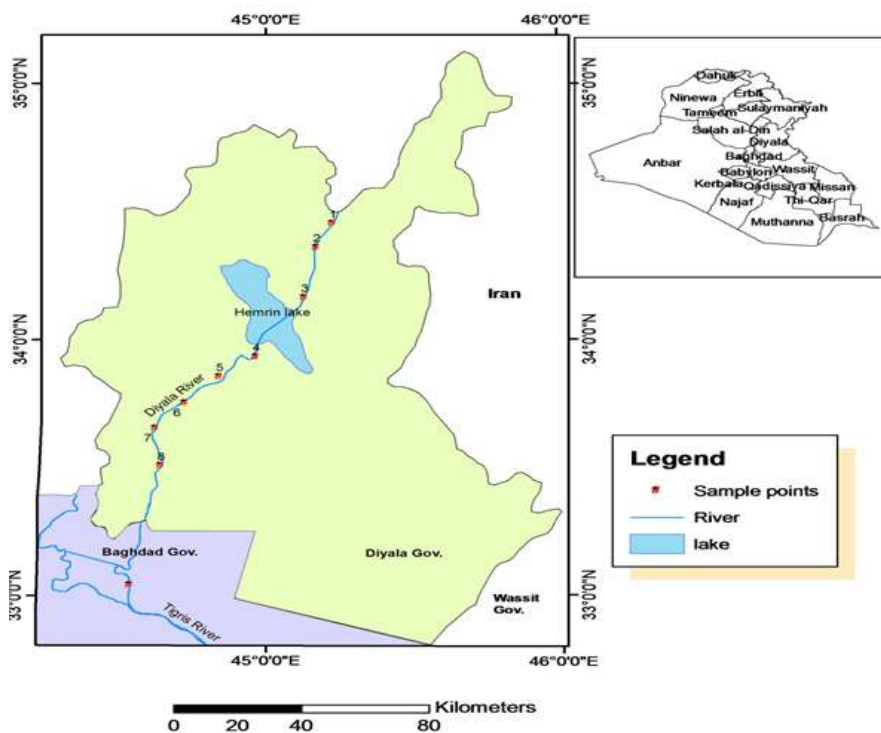 45°0'0"E
46°0'0"E
35°0'0"N
35°0'0"N
34°0'0"N
34°0'0"N
33°0'0"N
33°0'0"N
45°0'0"E
46°0'0"E
1
2
3
Hemrin lake
4
5
Diyala River
6
7
8
Iran
Baghdad Gov.
Diyala Gov.
Wassit
Gov.
Tigris River
Dahuk
Erbil
Ninewa
Sulaymaniyah
Tameem
Salah al-Din
Diyala
Baghdad
Anbar
Wassit
Babylon
Kerbala
Qadissiya
Missan
Najaf
Thi-Qar
Muthanna
Basrah
Legend
Sample points
River
lake
Kilometers
0 20 40 80